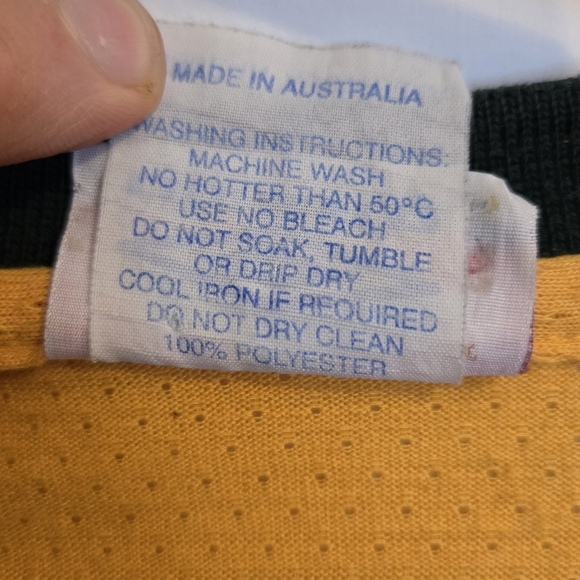 MADE IN AUSTRALIA
WASHING INSTRUCTIONS:
MACHINE WASH
NO HOTTER THAN 50°C
USE NO BLEACH
DO NOT SOAK, TUMBLE
OR DRIP DRY
COOL IRON IF REQUIRED
DO NOT DRY CLEAN
100% POLYESTER